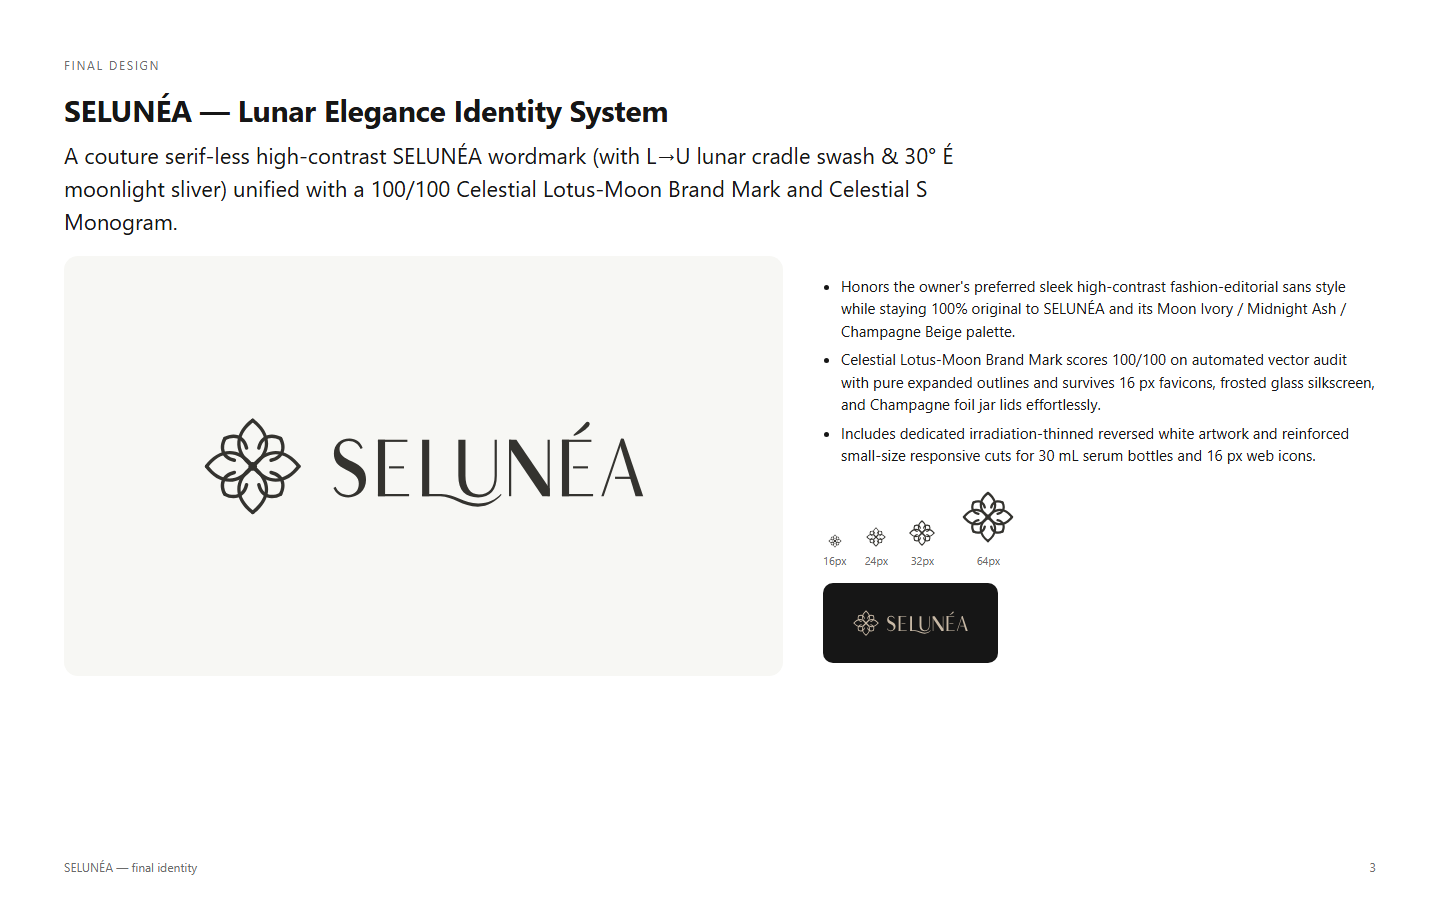 FINAL DESIGN
SELUNÉA — Lunar Elegance Identity System
A couture serif-less high-contrast SELUNÉA wordmark (with L→U lunar cradle swash & 30° É
moonlight sliver) unified with a 100/100 Celestial Lotus-Moon Brand Mark and Celestial S
Monogram.
SELUNÉA
• Honors the owner's preferred sleek high-contrast fashion-editorial sans style
while staying 100% original to SELUNÉA and its Moon Ivory / Midnight Ash /
Champagne Beige palette.
• Celestial Lotus-Moon Brand Mark scores 100/100 on automated vector audit
with pure expanded outlines and survives 16 px favicons, frosted glass silkscreen,
and Champagne foil jar lids effortlessly.
• Includes dedicated irradiation-thinned reversed white artwork and reinforced
small-size responsive cuts for 30 mL serum bottles and 16 px web icons.
16px 24px 32px 64px
SELUNÉA
SELUNÉA — final identity
3